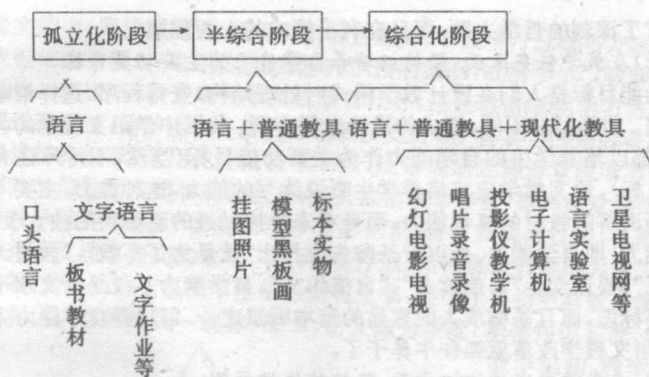 孤立化阶段
半综合阶段
综合化阶段
语言
语言＋普通教具
语言＋普通教具＋现代化教具
口头语言
文字语言
板书教材
文字作业等
挂图照片
模型黑板画
标本实物
幻灯电影电视
唱片录音录像
投影仪教学机
电子计算机
语言实验室
卫星电视网等